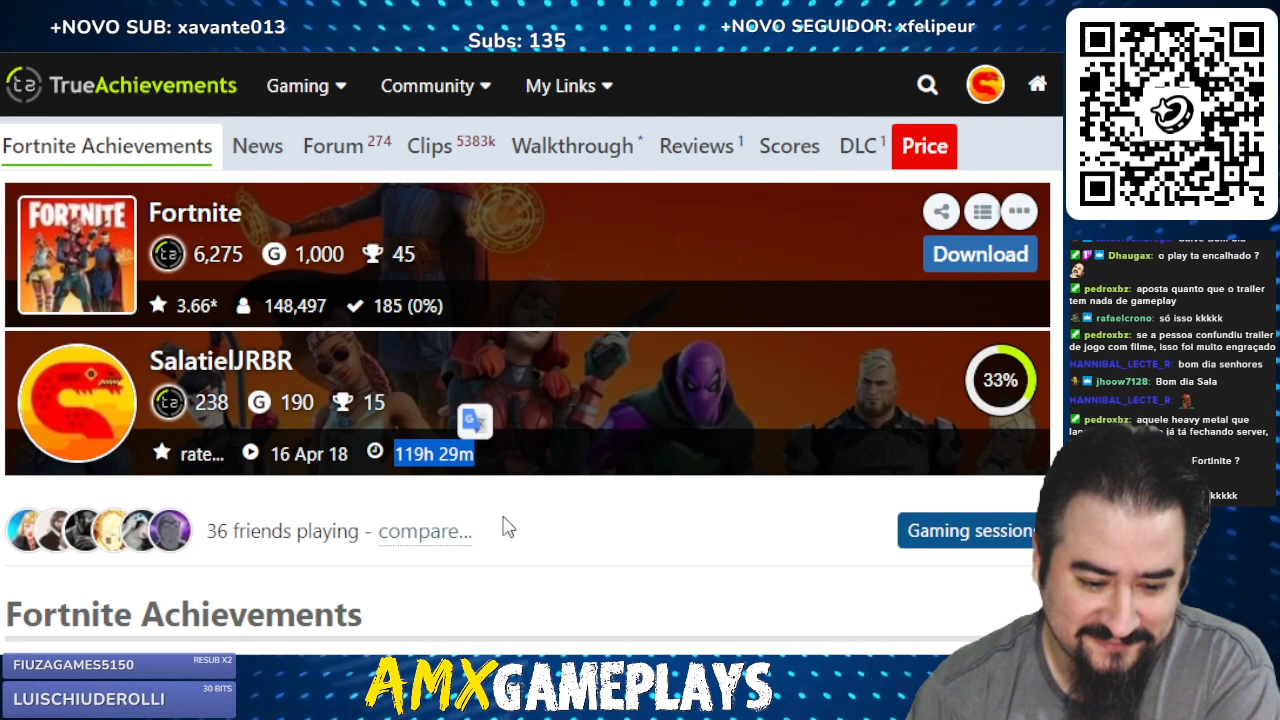 +NOVO SUB: xavante013
Subs: 135
+NOVO SEGUIDOR: xfelipeur
ta TrueAchievements
Gaming
Community
My Links
Fortnite Achievements
News
Forum 274
Clips 5383k
Walkthrough *
Reviews 1
Scores
DLC 1
Price
FORTNITE
Fortnite
ta 6,275 G 1,000 45
Download
3.66* 148,497 185 (0%)
SalatielJRBR
ta 238 G 190 15
33%
rate... 16 Apr 18 119h 29m
36 friends playing - compare...
Gaming session
Fortnite Achievements
FIUZAGAMES5150 RESUB X2
LUISCHIUDEROLLI 30 BITS
AMXGAMEPLAYS
Dhaugax: o play ta encalhado ?
pedroxbz: aposta quanto que o trailer
tem nada de gameplay
rafaelcrono: só isso kkkkk
pedroxbz: se a pessoa confundiu trailer
de jogo com filme, isso foi muito engraçado
HANNIBAL_LECTE_R: bom dia senhores
jhoow7128: Bom dia Sala
HANNIBAL_LECTE_R:
pedroxbz: aquele heavy metal que
já tá fechando server,
Fortinite ?
kkkkk